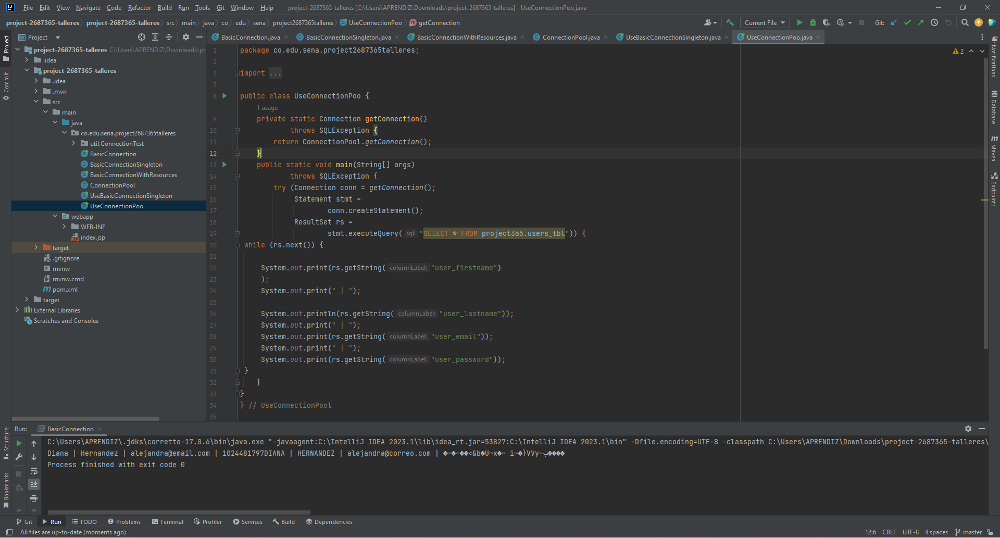 File Edit View Navigate Code Refactor Build Run Tools Git Window Help project-2687365-talleres [C:\Users\APRENDIZ\Downloads\project-2687365-talleres] - UseConnectionPoo.java
project-2687365-talleres project-2687365-talleres src main java co edu sena project2687365talleres UseConnectionPoo getConnection Current File Git:
Project
BasicConnection.java BasicConnectionSingleton.java BasicConnectionWithResources.java ConnectionPool.java UseBasicConnectionSingleton.java UseConnectionPoo.java
Project
Commit
Structure
Bookmarks
project-2687365-talleres C:\Users\APRENDIZ\Downloads\pr
.idea
project-2687365-talleres
.idea
.mvn
src
main
java
co.edu.sena.project2687365talleres
util.ConnectionTest
BasicConnection
BasicConnectionSingleton
BasicConnectionWithResources
ConnectionPool
UseBasicConnectionSingleton
UseConnectionPoo
webapp
WEB-INF
index.jsp
target
.gitignore
mvnw
mvnw.cmd
pom.xml
target
External Libraries
Scratches and Consoles
1 package co.edu.sena.project2687365talleres;
2
3 import ...
7
8 public class UseConnectionPoo {
1 usage
9 private static Connection getConnection()
10 throws SQLException {
11 return ConnectionPool.getConnection();
12 }
13 public static void main(String[] args)
14 throws SQLException {
15 try (Connection conn = getConnection();
16 Statement stmt =
17 conn.createStatement();
18 ResultSet rs =
19 stmt.executeQuery( sql: "SELECT * FROM project365.users_tbl")) {
20 while (rs.next()) {
21
22 System.out.print(rs.getString( columnLabel: "user_firstname")
23 );
24 System.out.print(" | ");
25
26 System.out.println(rs.getString( columnLabel: "user_lastname"));
27 System.out.print(" | ");
28 System.out.print(rs.getString( columnLabel: "user_email"));
29 System.out.print(" | ");
30 System.out.print(rs.getString( columnLabel: "user_password"));
31 }
32 }
33 }
34 } // UseConnectionPool
35
2
Notifications
Database
Maven
Endpoints
Run: BasicConnection
C:\Users\APRENDIZ\.jdks\corretto-17.0.6\bin\java.exe "-javaagent:C:\IntelliJ IDEA 2023.1\lib\idea_rt.jar=53827:C:\IntelliJ IDEA 2023.1\bin" -Dfile.encoding=UTF-8 -classpath C:\Users\APRENDIZ\Downloads\project-2687365-talleres\
Diana | Hernandez | alejandra@email.com | 1024481797DIANA | HERNANDEZ | alejandra@correo.com |
Process finished with exit code 0
Git Run TODO Problems Terminal Profiler Services Build Dependencies
All files are up-to-date (moments ago) 12:6 CRLF UTF-8 4 spaces master